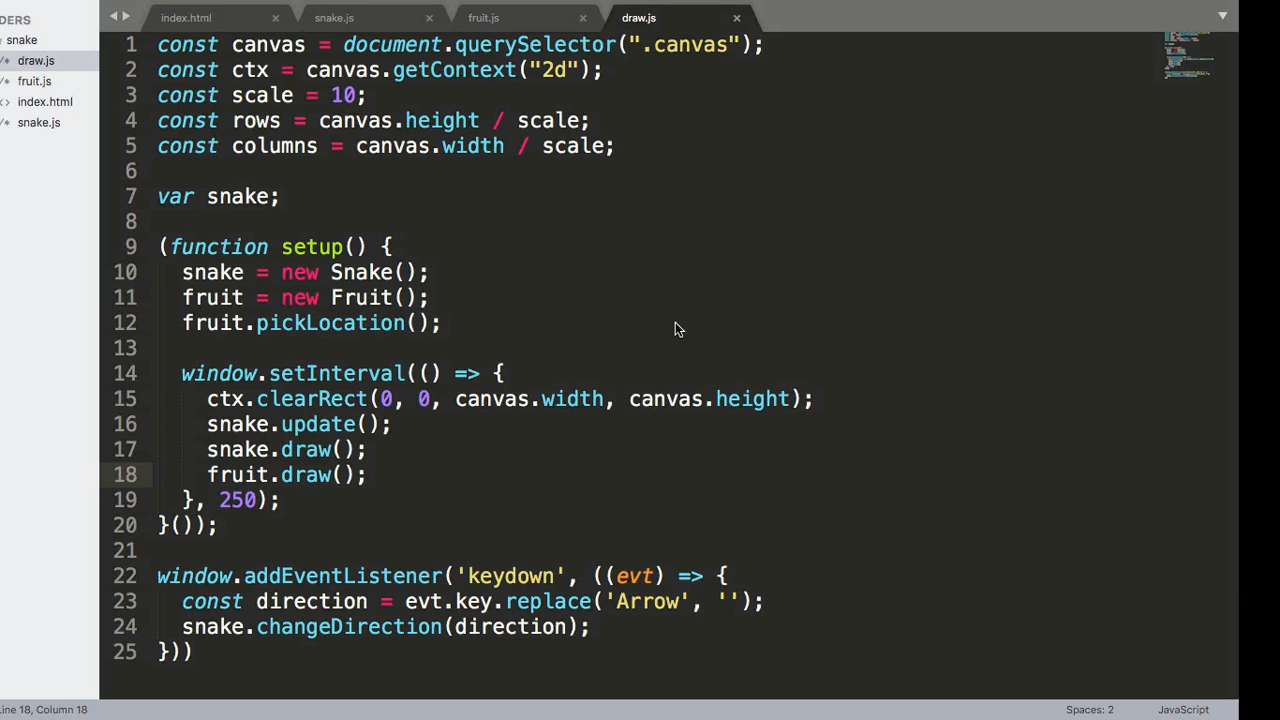 index.html × snake.js × fruit.js × draw.js ×
DERS
snake
draw.js
/* fruit.js
<> index.html
/* snake.js
1 const canvas = document.querySelector(".canvas");
2 const ctx = canvas.getContext("2d");
3 const scale = 10;
4 const rows = canvas.height / scale;
5 const columns = canvas.width / scale;
6
7 var snake;
8
9 (function setup() {
10 snake = new Snake();
11 fruit = new Fruit();
12 fruit.pickLocation();
13
14 window.setInterval(() => {
15 ctx.clearRect(0, 0, canvas.width, canvas.height);
16 snake.update();
17 snake.draw();
18 fruit.draw();
19 }, 250);
20 }());
21
22 window.addEventListener('keydown', ((evt) => {
23 const direction = evt.key.replace('Arrow', '');
24 snake.changeDirection(direction);
25 }))
Line 18, Column 18 Spaces: 2 JavaScript